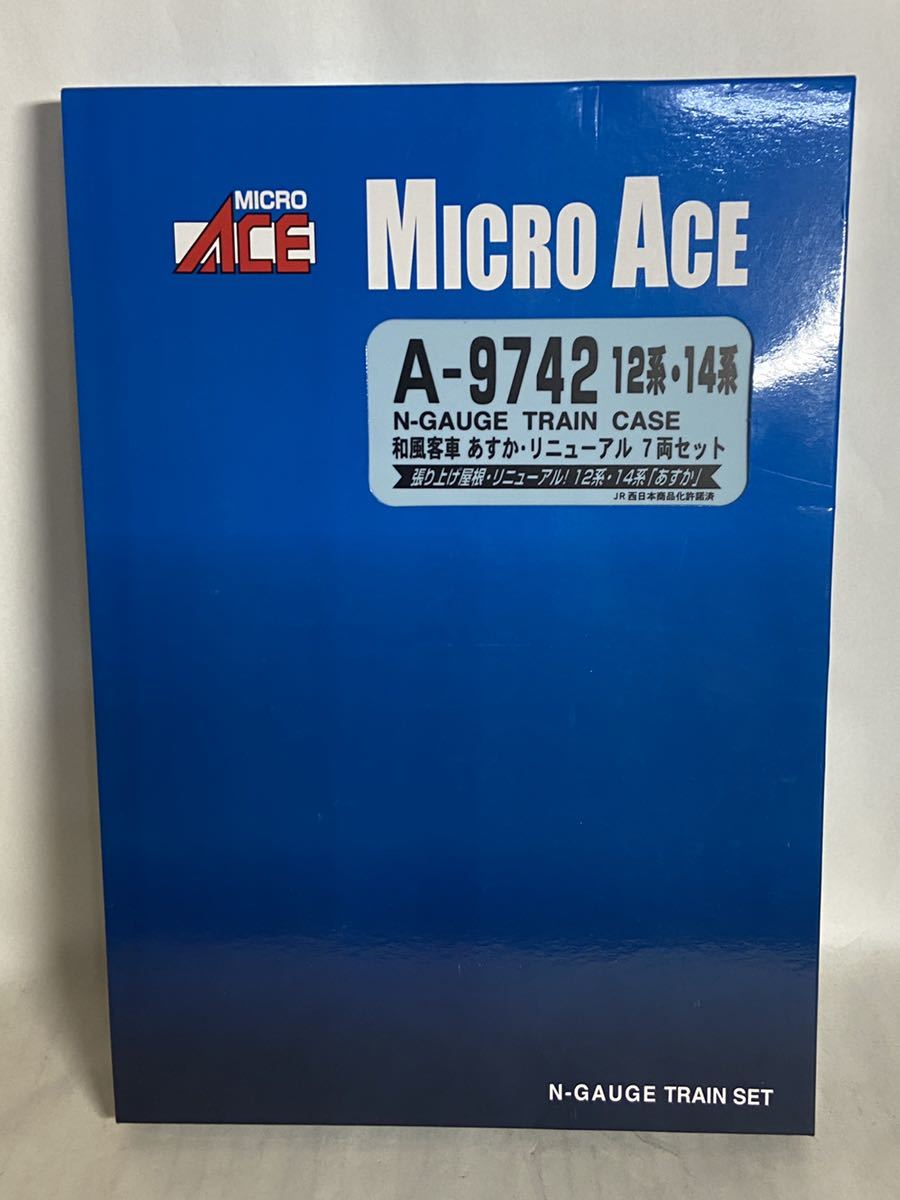 MICRO
ACE
MICRO ACE
A-9742 12系・14系
N-GAUGE TRAIN CASE
和風客車 あすか・リニューアル 7両セット
張り上げ屋根・リニューアル! 12系・14系「あすか」
JR西日本商品化許諾済
N-GAUGE TRAIN SET